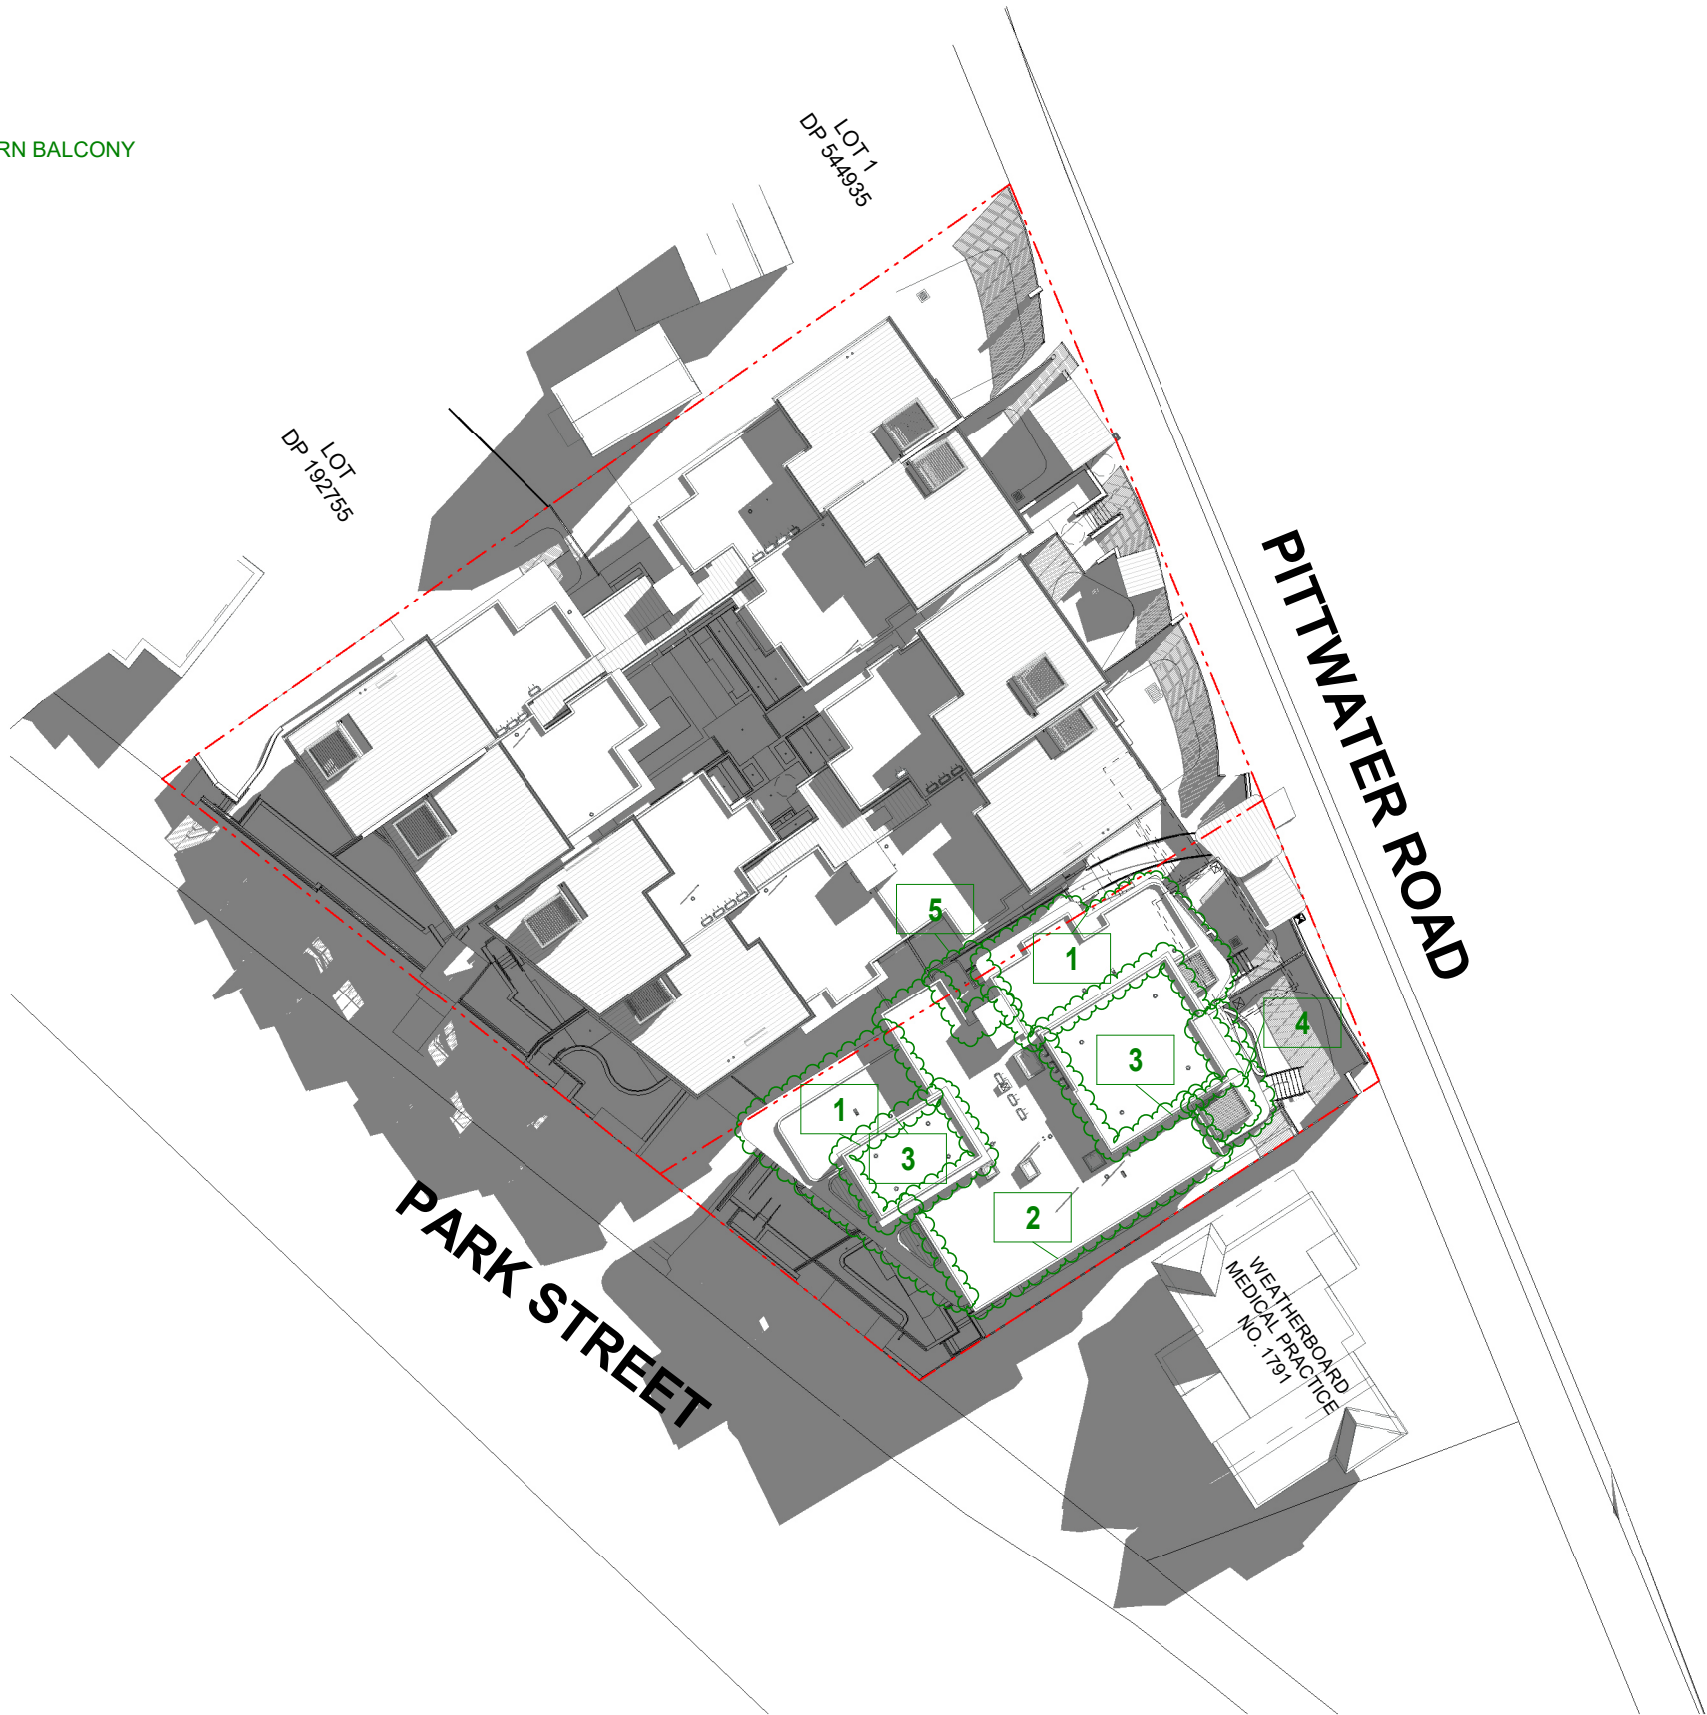 RN BALCONY
LOT 1
DP 544935
LOT
DP 192755
PITTWATER ROAD
5
1
4
3
1
3
2
PARK STREET
WEATHERBOARD
MEDICAL PRACTICE
NO. 1791